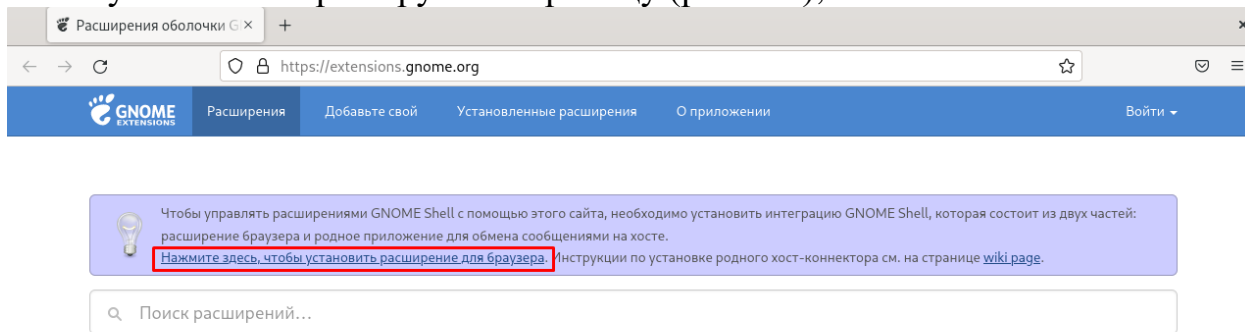 Расширения оболочки G
https://extensions.gnome.org
GNOME EXTENSIONS Расширения Добавьте свой Установленные расширения О приложении Войти
Чтобы управлять расширениями GNOME Shell с помощью этого сайта, необходимо установить интеграцию GNOME Shell, которая состоит из двух частей:
расширение браузера и родное приложение для обмена сообщениями на хосте.
Нажмите здесь, чтобы установить расширение для браузера. Инструкции по установке родного хост-коннектора см. на странице wiki page.
Поиск расширений...